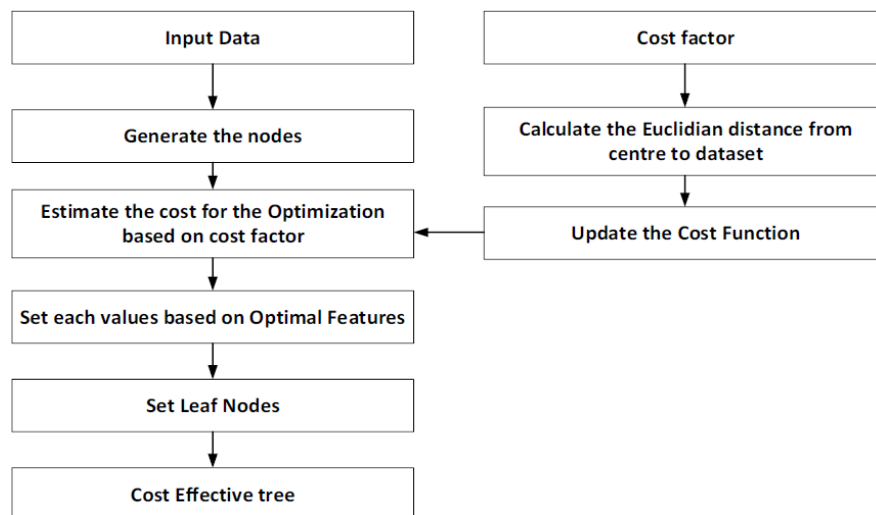 Input Data
Generate the nodes
Estimate the cost for the Optimization
based on cost factor
Set each values based on Optimal Features
Set Leaf Nodes
Cost Effective tree
Cost factor
Calculate the Euclidian distance from
centre to dataset
Update the Cost Function